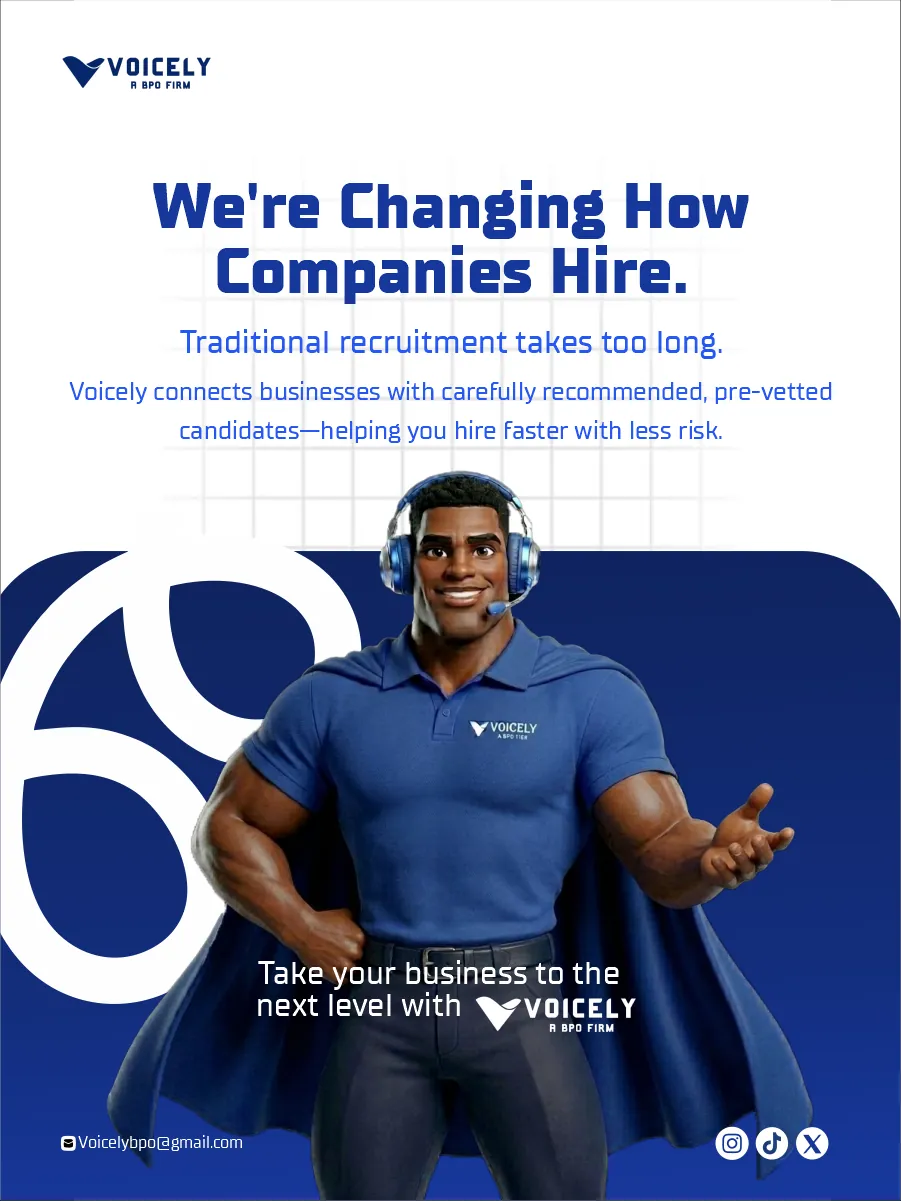 VOICELY
A BPO FIRM
We're Changing How
Companies Hire.
Traditional recruitment takes too long.
Voicely connects businesses with carefully recommended, pre-vetted
candidates—helping you hire faster with less risk.
VOICELY
Take your business to the
next level with VOICELY
A BPO FIRM
Voicelybpo@gmail.com